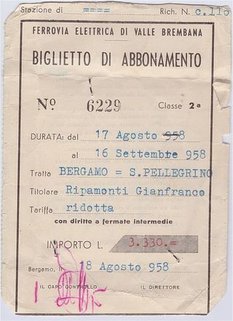 Stazione di ==== Rich. N. c.116
FERROVIA ELETTRICA DI VALLE BREMBANA
BIGLIETTO DI ABBONAMENTO
Nº 6229 Classe 2ª
DURATA: dal 17 Agosto 958
al 16 Settembre 958
Tratta BERGAMO = S.PELLEGRINO
Titolare Ripamonti Gianfranco
Tariffa ridotta
con diritto a fermate intermedie
IMPORTO L. 3.330.=
Bergamo, 18 Agosto 958
IL CAPO CONTROLLO IL DIRETTORE